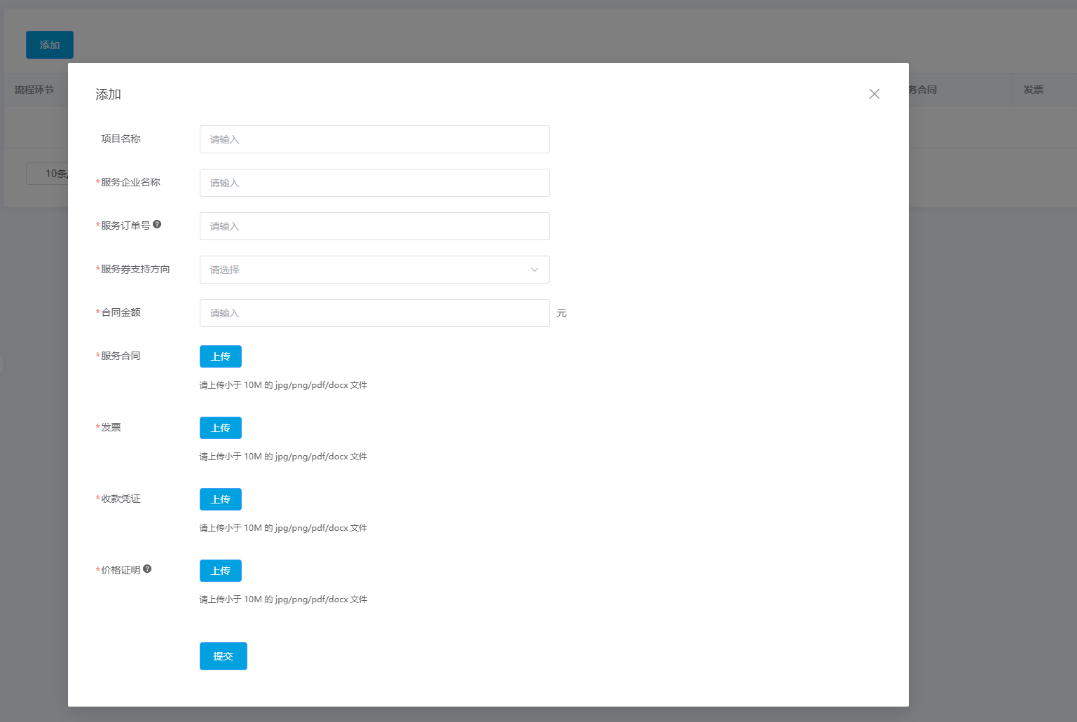 添加
流程环节
务合同
发票
10条
添加
项目名称
请输入
*服务企业名称
请输入
*服务订单号
请输入
*服务券支持方向
请选择
*合同金额
请输入
元
*服务合同
上传
请上传小于 10M 的 jpg/png/pdf/docx 文件
*发票
上传
请上传小于 10M 的 jpg/png/pdf/docx 文件
*收款凭证
上传
请上传小于 10M 的 jpg/png/pdf/docx 文件
*价格证明
上传
请上传小于 10M 的 jpg/png/pdf/docx 文件
提交